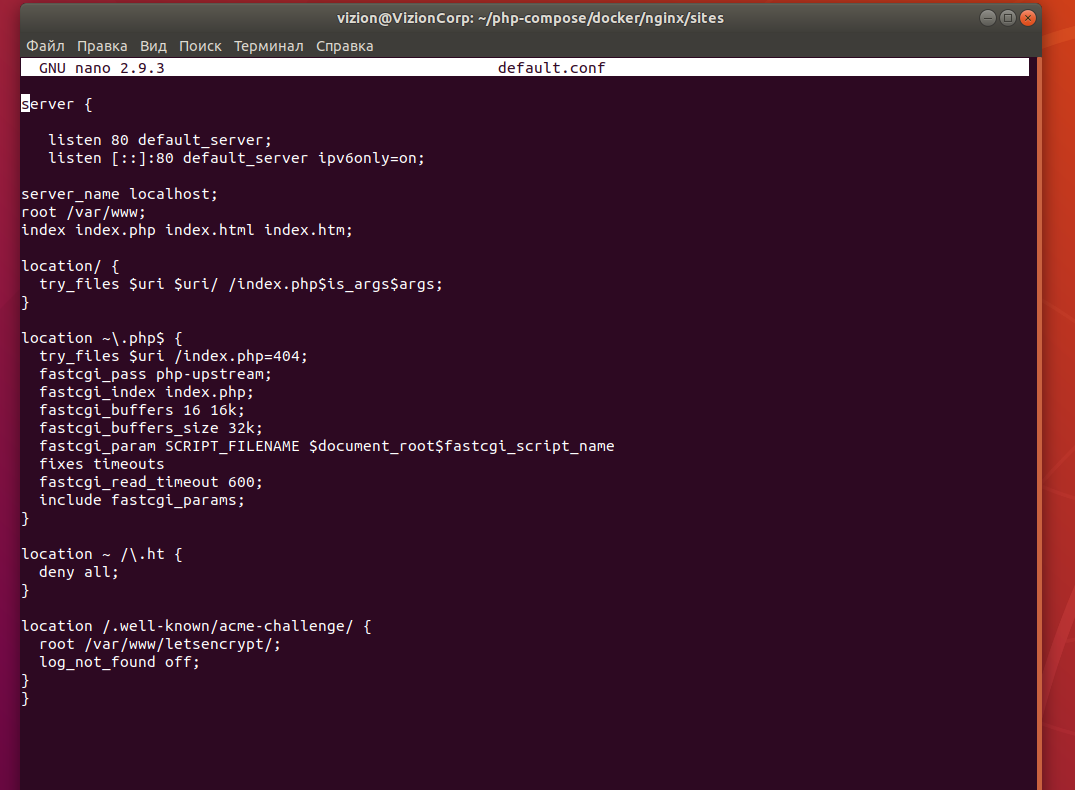 vizion@VizionCorp: ~/php-compose/docker/nginx/sites
Файл Правка Вид Поиск Терминал Справка
GNU nano 2.9.3 default.conf
server {
listen 80 default_server;
listen [::]:80 default_server ipv6only=on;
server_name localhost;
root /var/www;
index index.php index.html index.htm;
location/ {
try_files $uri $uri/ /index.php$is_args$args;
}
location ~\.php$ {
try_files $uri /index.php=404;
fastcgi_pass php-upstream;
fastcgi_index index.php;
fastcgi_buffers 16 16k;
fastcgi_buffers_size 32k;
fastcgi_param SCRIPT_FILENAME $document_root$fastcgi_script_name
fixes timeouts
fastcgi_read_timeout 600;
include fastcgi_params;
}
location ~ /\.ht {
deny all;
}
location /.well-known/acme-challenge/ {
root /var/www/letsencrypt/;
log_not_found off;
}
}